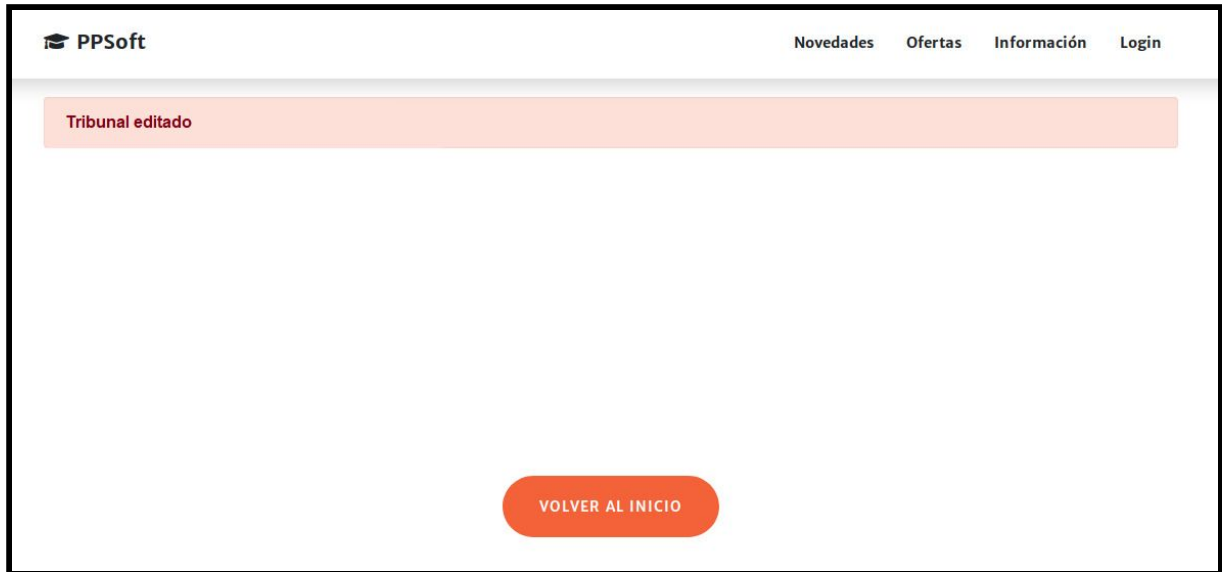 PPSoft
Novedades Ofertas Información Login
Tribunal editado
VOLVER AL INICIO